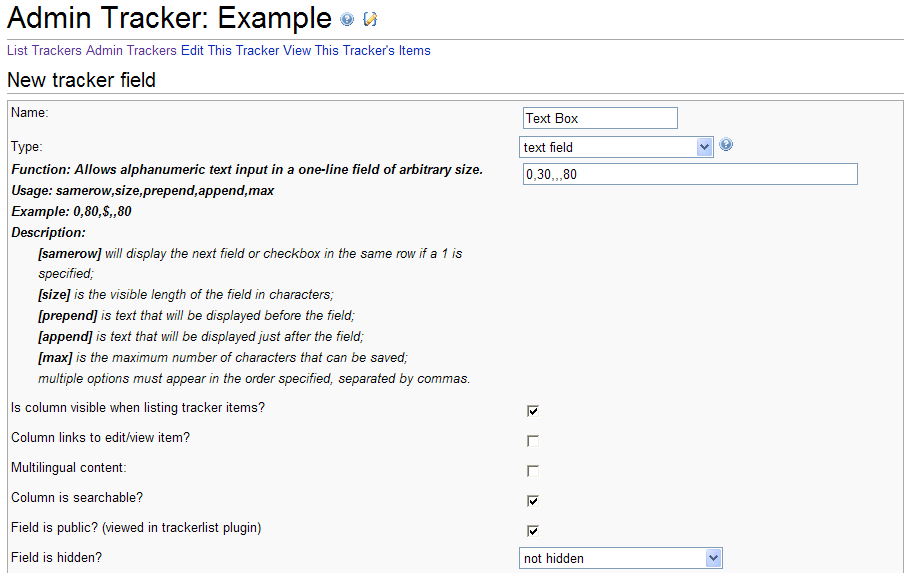 Admin Tracker: Example
List Trackers Admin Trackers Edit This Tracker View This Tracker's Items
New tracker field
Name:
Text Box
Type:
text field
Function: Allows alphanumeric text input in a one-line field of arbitrary size.
0,30,,,80
Usage: samerow,size,prepend,append,max
Example: 0,80,$,,80
Description:
[samerow] will display the next field or checkbox in the same row if a 1 is
specified;
[size] is the visible length of the field in characters;
[prepend] is text that will be displayed before the field;
[append] is text that will be displayed just after the field;
[max] is the maximum number of characters that can be saved;
multiple options must appear in the order specified, separated by commas.
Is column visible when listing tracker items?
Column links to edit/view item?
Multilingual content:
Column is searchable?
Field is public? (viewed in trackerlist plugin)
Field is hidden?
not hidden